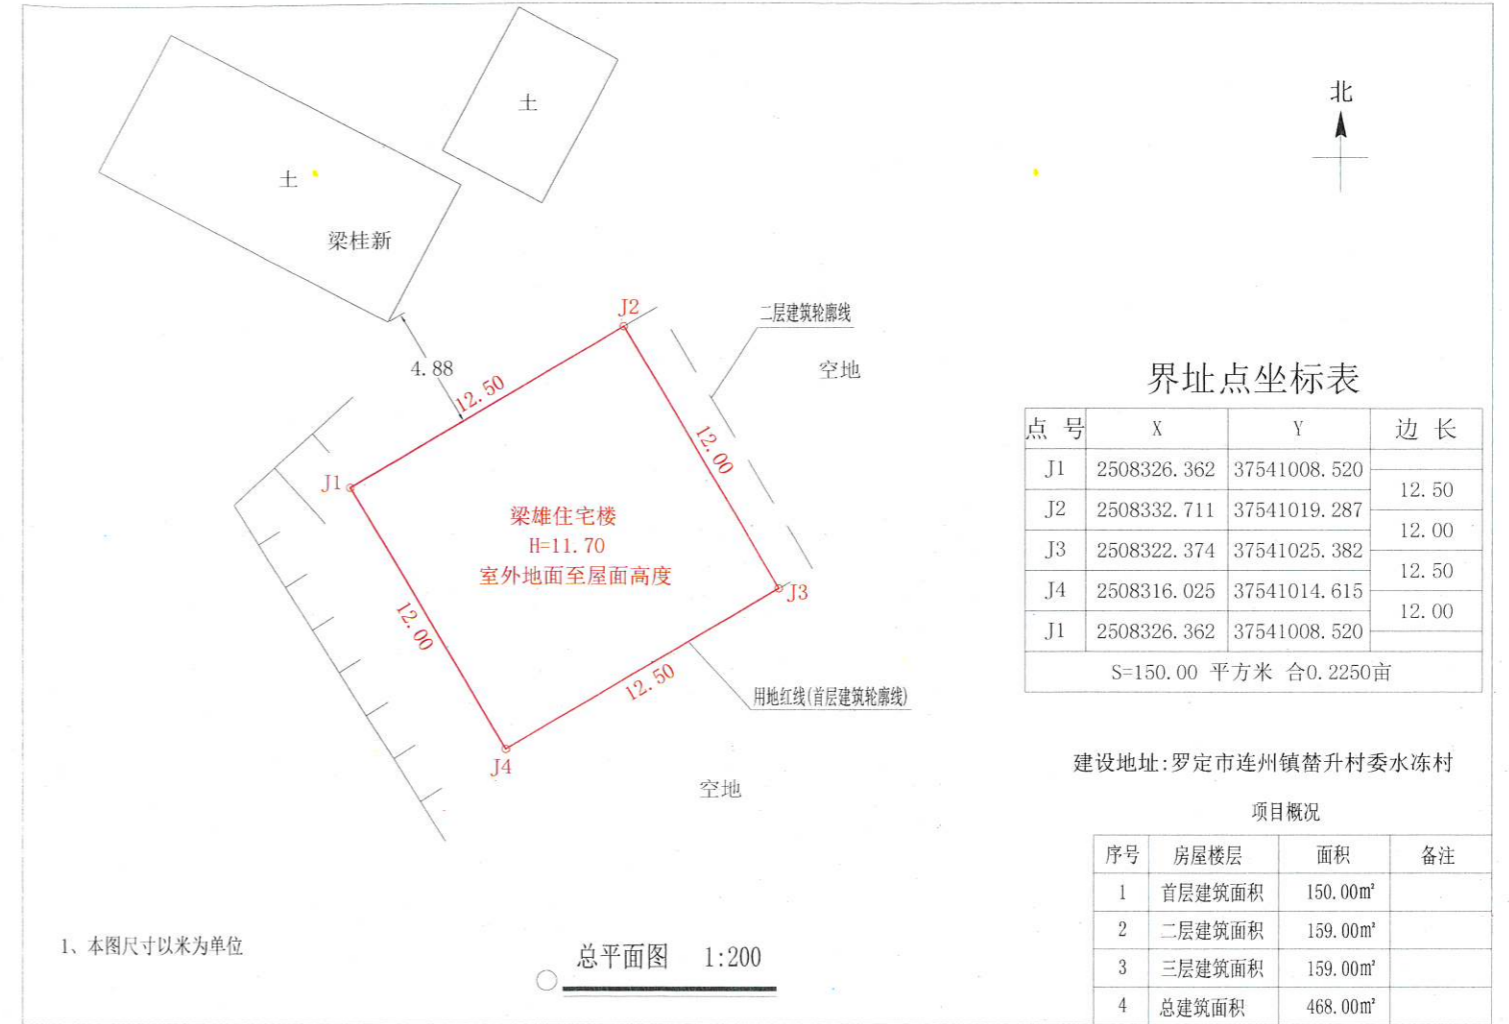 土
北
土
梁桂新
J2
二层建筑轮廓线
空地
4.88
12.50
界址点坐标表
点 号 X Y 边 长
J1 2508326.362 37541008.520
12.50
J2 2508332.711 37541019.287
12.00
J3 2508322.374 37541025.382
12.50
J4 2508316.025 37541014.615
12.00
J1 2508326.362 37541008.520
S=150.00 平方米 合0.2250亩
12.00
J1
梁雄住宅楼
H=11.70
室外地面至屋面高度
J3
12.00
12.50
用地红线(首层建筑轮廓线)
J4
空地
建设地址:罗定市连州镇榃升村委水冻村
项目概况
序号 房屋楼层 面积 备注
1 首层建筑面积 150.00㎡
2 二层建筑面积 159.00㎡
3 三层建筑面积 159.00㎡
4 总建筑面积 468.00㎡
1、本图尺寸以米为单位
总平面图 1:200